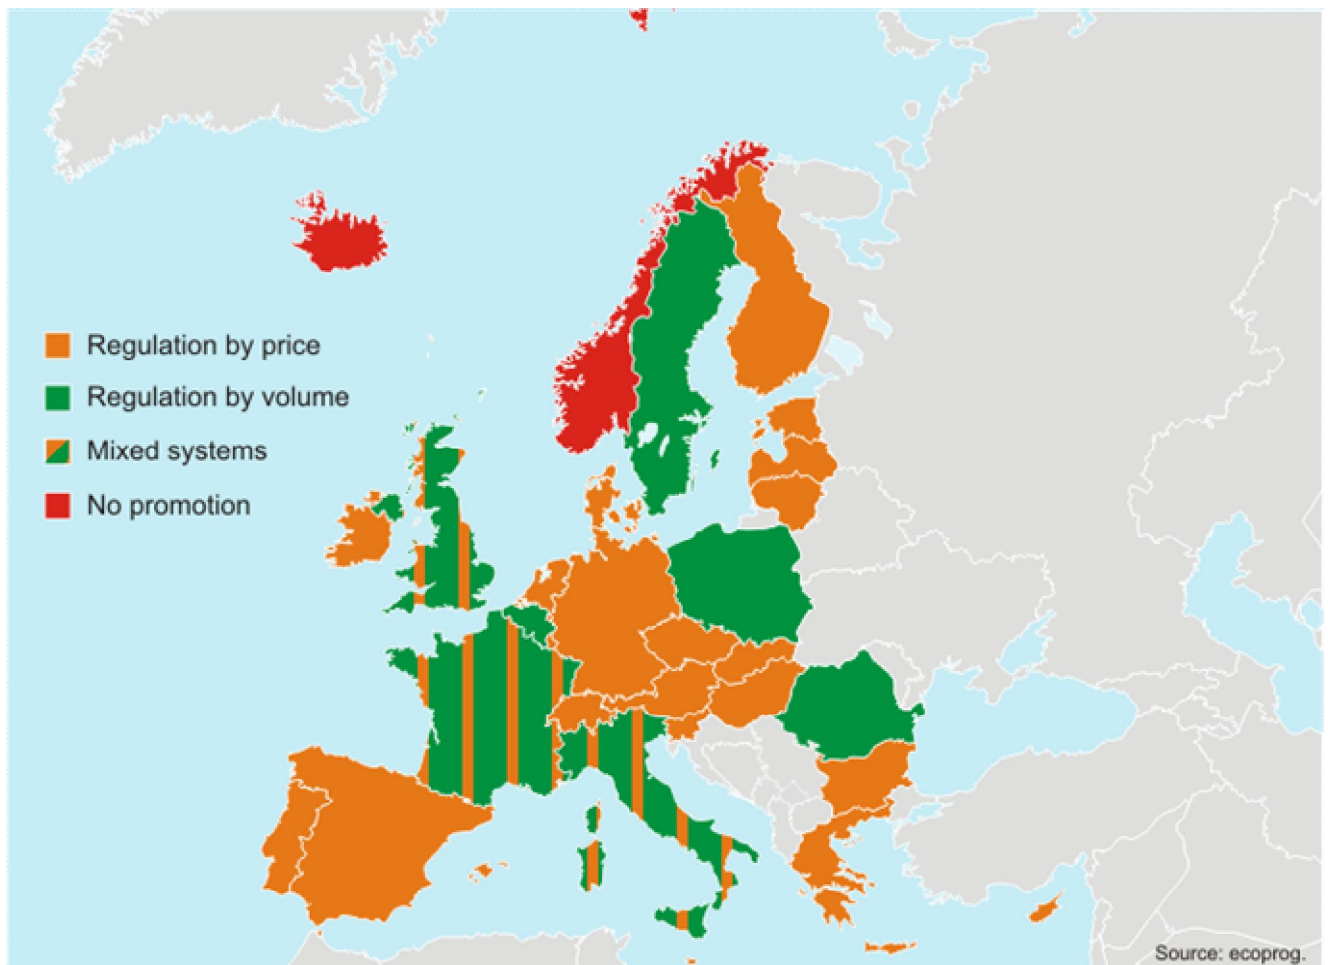 Regulation by price
Regulation by volume
Mixed systems
No promotion
Source: ecoprog.